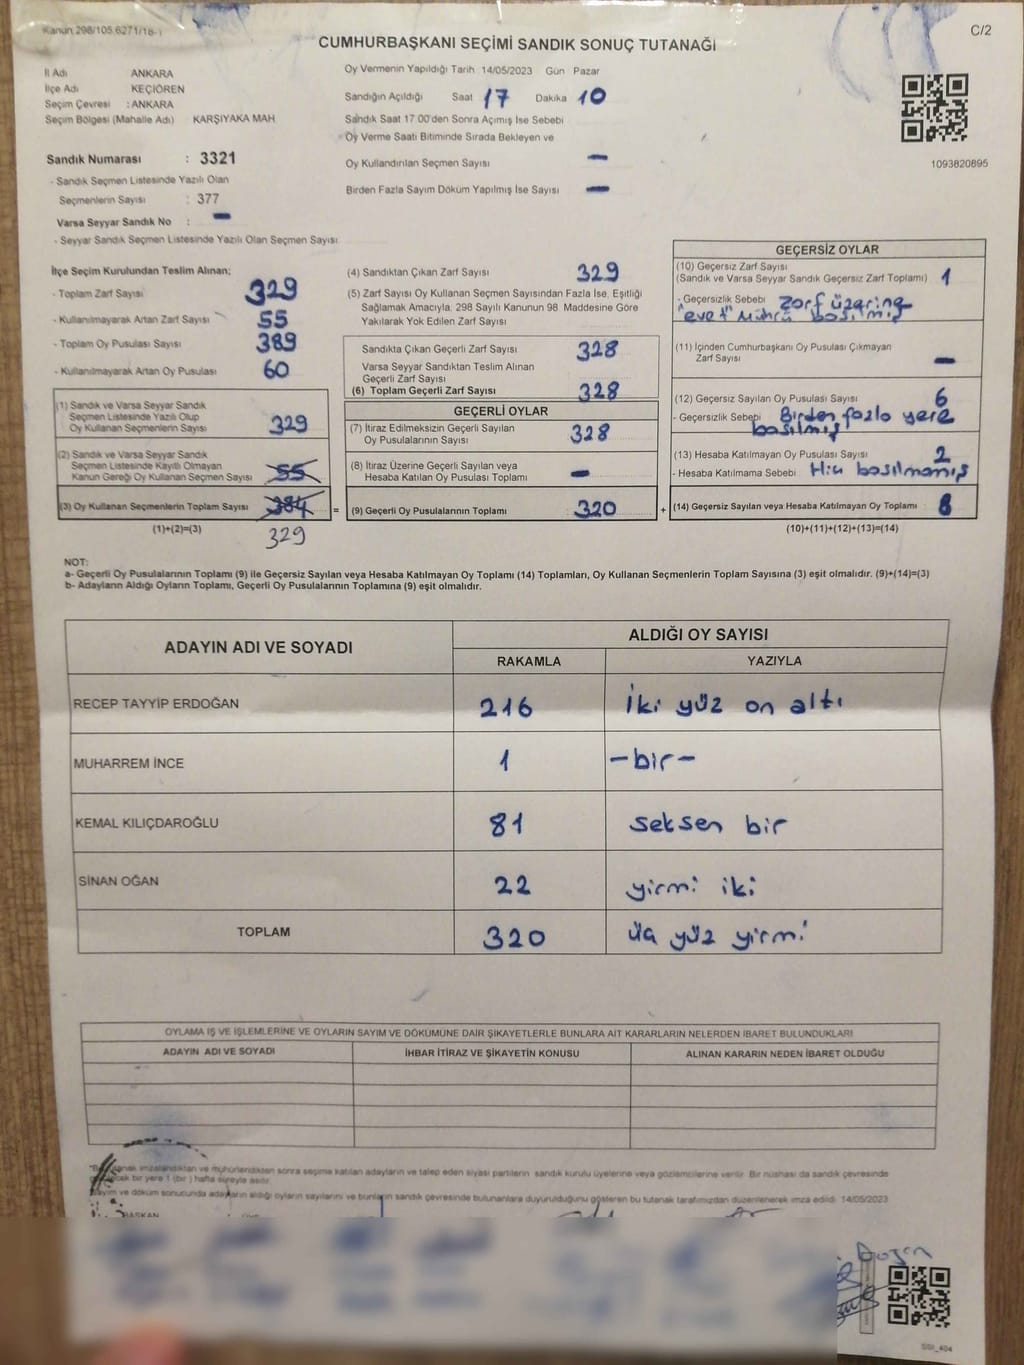 Kanun 298/105 6271/18-1
C/2
CUMHURBAŞKANI SEÇİMİ SANDIK SONUÇ TUTANAĞI
İl Adı ANKARA
İlçe Adı KEÇİÖREN
Seçim Çevresi : ANKARA
Seçim Bölgesi (Mahalle Adı) KARŞIYAKA MAH
Sandık Numarası : 3321
- Sandık Seçmen Listesinde Yazılı Olan
Seçmenlerin Sayısı : 377
Varsa Seyyar Sandık No : -
- Seyyar Sandık Seçmen Listesinde Yazılı Olan Seçmen Sayısı
Oy Vermenin Yapıldığı Tarih 14/05/2023 Gün Pazar
Sandığın Açıldığı Saat 17 Dakika 10
Sandık Saat 17 00'den Sonra Açımış İse Sebebi
Oy Verme Saati Bitiminde Sırada Bekleyen ve
Oy Kullandırılan Seçmen Sayısı -
Birden Fazla Sayım Döküm Yapılmış İse Sayısı -
1093820895
İlçe Seçim Kurulundan Teslim Alınan;
- Toplam Zarf Sayısı 329
- Kullanılmayarak Artan Zarf Sayısı 55
- Toplam Oy Pusulası Sayısı 389
- Kullanılmayarak Artan Oy Pusulası 60
(1) Sandık ve Varsa Seyyar Sandık
Seçmen Listesinde Yazılı Olup
Oy Kullanan Seçmenlerin Sayısı 329
(2) Sandık ve Varsa Seyyar Sandık
Seçmen Listesinde Kayıtlı Olmayan
Kanun Gereği Oy Kullanan Seçmen Sayısı 55
(3) Oy Kullanan Seçmenlerin Toplam Sayısı 384 =
(1)+(2)=(3) 329
(4) Sandıktan Çıkan Zarf Sayısı 329
(5) Zarf Sayısı Oy Kullanan Seçmen Sayısından Fazla İse, Eşitliği
Sağlamak Amacıyla, 298 Sayılı Kanunun 98 Maddesine Göre
Yakılarak Yok Edilen Zarf Sayısı
Sandıkta Çıkan Geçerli Zarf Sayısı 328
Varsa Seyyar Sandıktan Teslim Alınan
Geçerli Zarf Sayısı
(6) Toplam Geçerli Zarf Sayısı 328
GEÇERLİ OYLAR
(7) İtiraz Edilmeksizin Geçerli Sayılan
Oy Pusulalarının Sayısı 328
(8) İtiraz Üzerine Geçerli Sayılan veya
Hesaba Katılan Oy Pusulası Toplamı -
(9) Geçerli Oy Pusulalarının Toplamı 320 +
GEÇERSİZ OYLAR
(10) Geçersiz Zarf Sayısı
(Sandık ve Varsa Seyyar Sandık Geçersiz Zarf Toplamı) 1
- Geçersizlik Sebebi Zarf üzerine
"evet" mührü basılmış
(11) İçinden Cumhurbaşkanı Oy Pusulası Çıkmayan
Zarf Sayısı -
(12) Geçersiz Sayılan Oy Pusulası Sayısı 6
- Geçersizlik Sebebi Birden fazla yere
basılmış
(13) Hesaba Katılmayan Oy Pusulası Sayısı 2
- Hesaba Katılmama Sebebi Hiç basılmamış
(14) Geçersiz Sayılan veya Hesaba Katılmayan Oy Toplamı 8
(10)+(11)+(12)+(13)=(14)
NOT:
a- Geçerli Oy Pusulalarının Toplamı (9) ile Geçersiz Sayılan veya Hesaba Katılmayan Oy Toplamı (14) Toplamları, Oy Kullanan Seçmenlerin Toplam Sayısına (3) eşit olmalıdır. (9)+(14)=(3)
b- Adayların Aldığı Oyların Toplamı, Geçerli Oy Pusulalarının Toplamına (9) eşit olmalıdır.
ADAYIN ADI VE SOYADI ALDIĞI OY SAYISI
RAKAMLA YAZIYLA
RECEP TAYYİP ERDOĞAN 216 İki yüz on altı
MUHARREM İNCE 1 -bir-
KEMAL KILIÇDAROĞLU 81 seksen bir
SİNAN OĞAN 22 yirmi iki
TOPLAM 320 üç yüz yirmi
OYLAMA İŞ VE İŞLEMLERİNE VE OYLARIN SAYIM VE DÖKÜMÜNE DAİR ŞİKAYETLERLE BUNLARA AİT KARARLARIN NELERDEN İBARET BULUNDUKLARI
ADAYIN ADI VE SOYADI İHBAR İTİRAZ VE ŞİKAYETİN KONUSU ALINAN KARARIN NEDEN İBARET OLDUĞU
imzalandıktan ve mühürlendikten sonra seçime katılan adayların ve talep eden siyasi partilerin sandık kurulu üyelerine veya gözlemcilerine verilir. Bir nüshası da sandık çevresinde
bir yere 1 (bir) hafta süreyle asılır
Sayım ve döküm sonucunda adayların aldığı oyların sayılarını ve bunların sandık çevresinde bulunanlara duyurulduğunu gösteren bu tutanak tarafımızdan düzenlenerek imza edildi. 14/05/2023
BAŞKAN